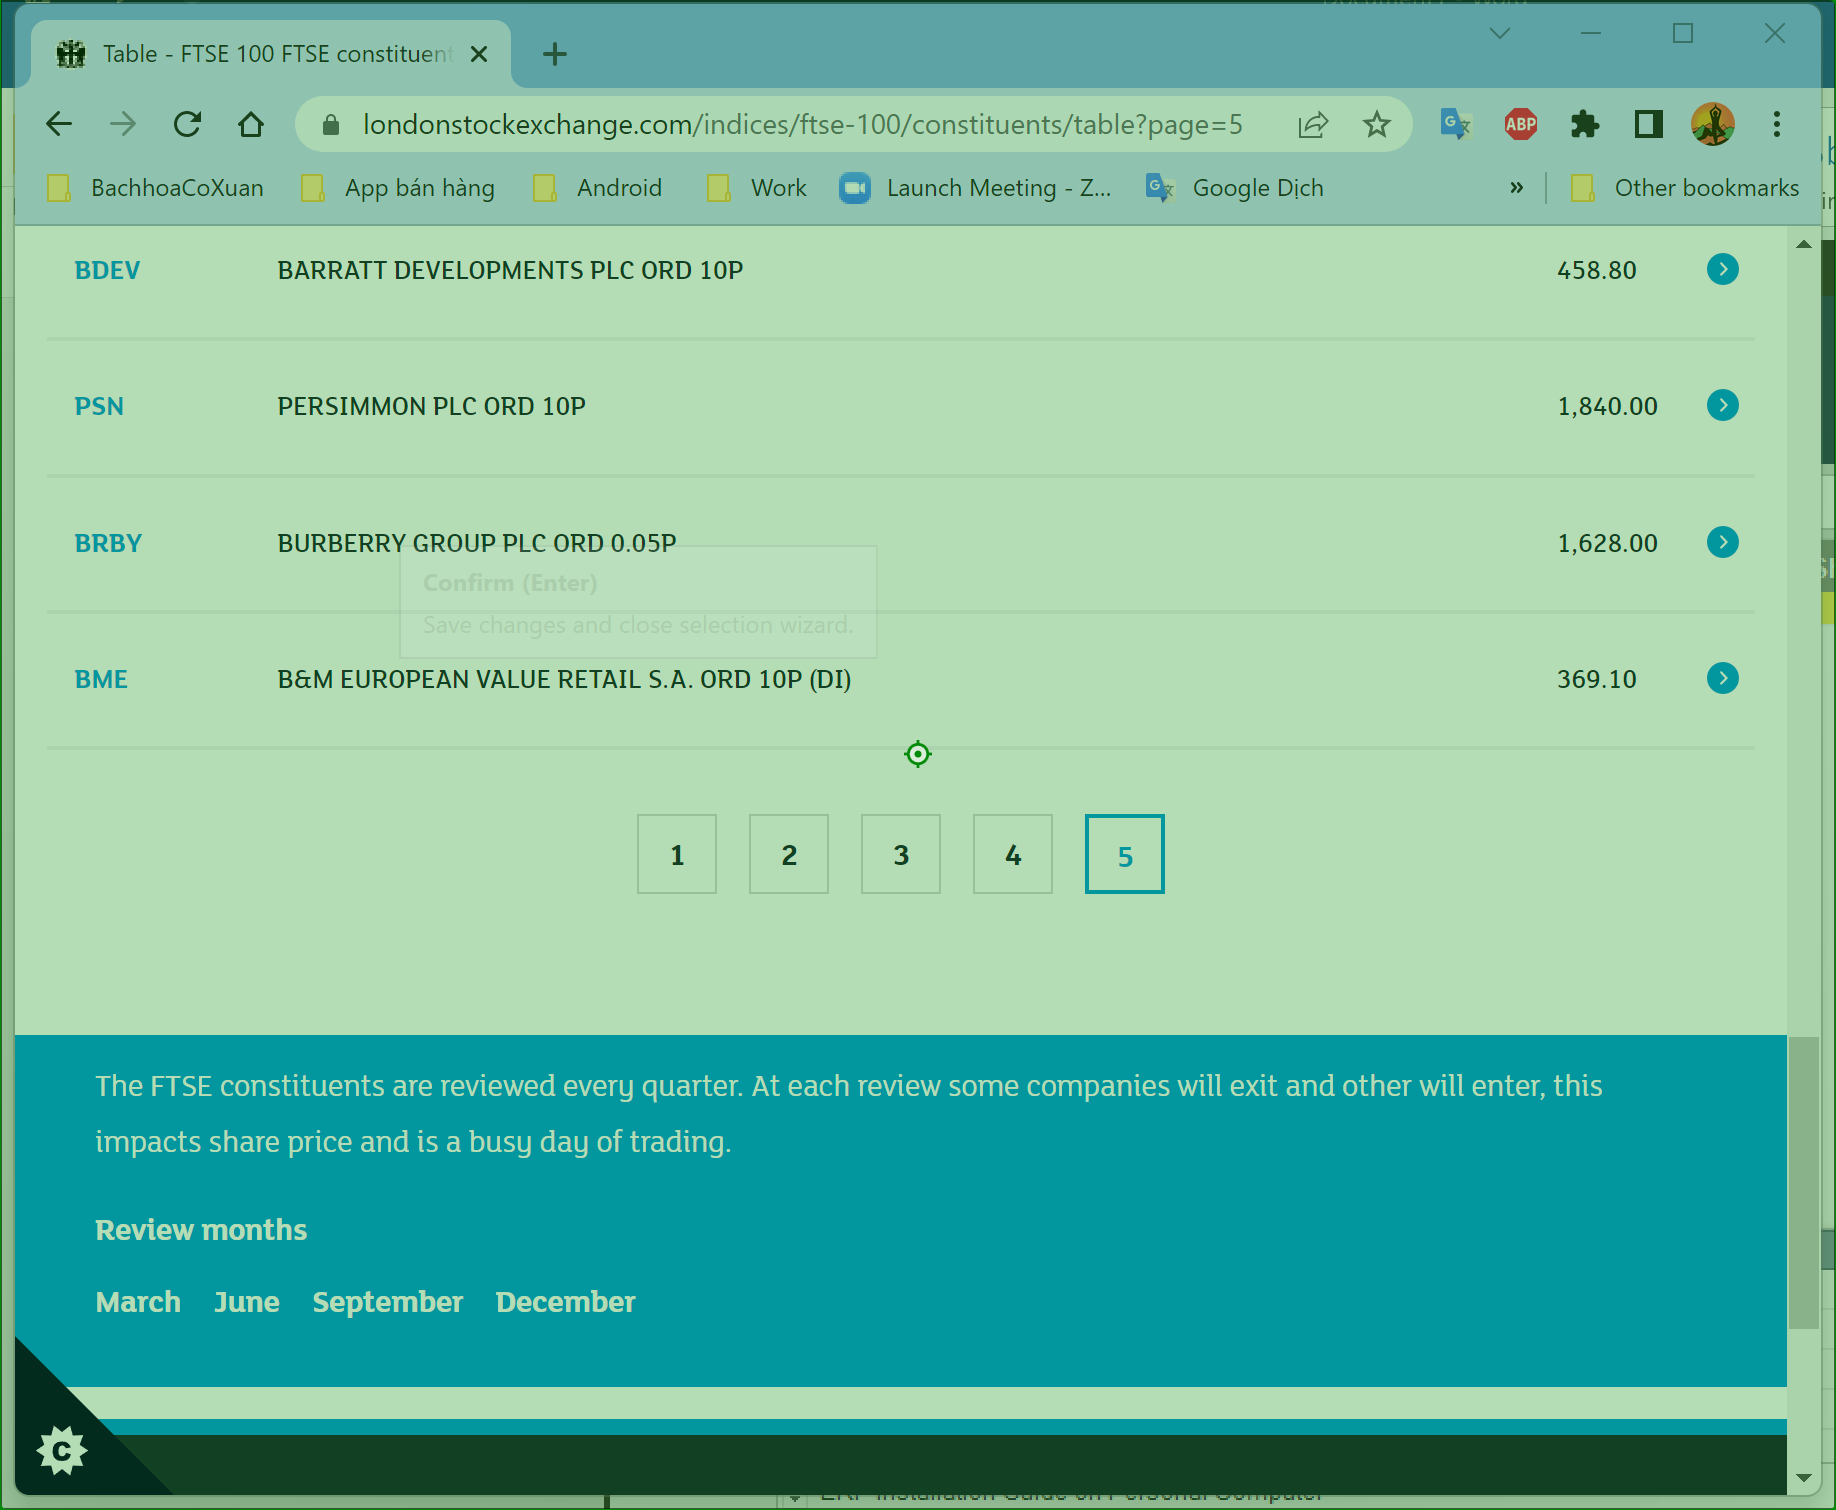 Table - FTSE 100 FTSE constituent
londonstockexchange.com/indices/ftse-100/constituents/table?page=5
ABP
BachhoaCoXuan App bán hàng Android Work Launch Meeting - Z... Google Dịch » Other bookmarks
BDEV BARRATT DEVELOPMENTS PLC ORD 10P 458.80
PSN PERSIMMON PLC ORD 10P 1,840.00
BRBY BURBERRY GROUP PLC ORD 0.05P 1,628.00
Confirm (Enter)
Save changes and close selection wizard.
BME B&M EUROPEAN VALUE RETAIL S.A. ORD 10P (DI) 369.10
1 2 3 4 5
The FTSE constituents are reviewed every quarter. At each review some companies will exit and other will enter, this
impacts share price and is a busy day of trading.
Review months
March June September December
C